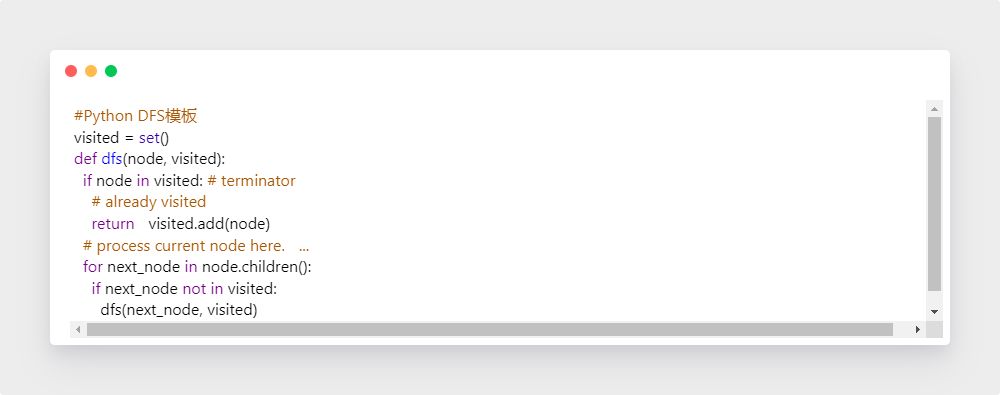 #Python DFS模板
visited = set()
def dfs(node, visited):
  if node in visited: # terminator
    # already visited
    return   visited.add(node)
  # process current node here.   ...
  for next_node in node.children():
    if next_node not in visited:
      dfs(next_node, visited)